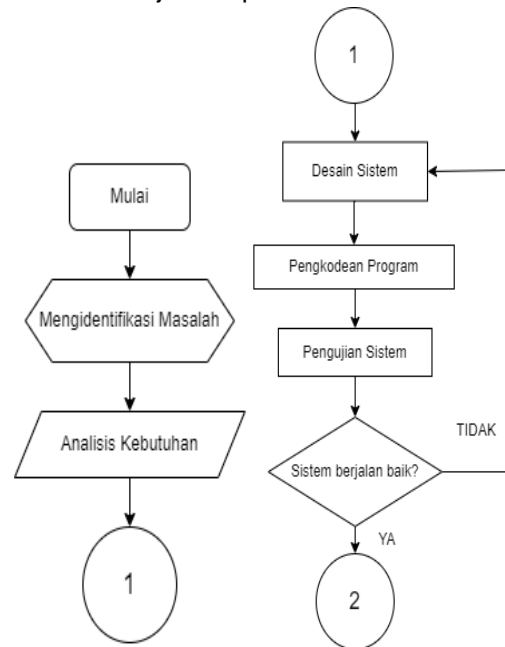 Mulai
Mengidentifikasi Masalah
Analisis Kebutuhan
1
1
Desain Sistem
Pengkodean Program
Pengujian Sistem
Sistem berjalan baik?
TIDAK
YA
2